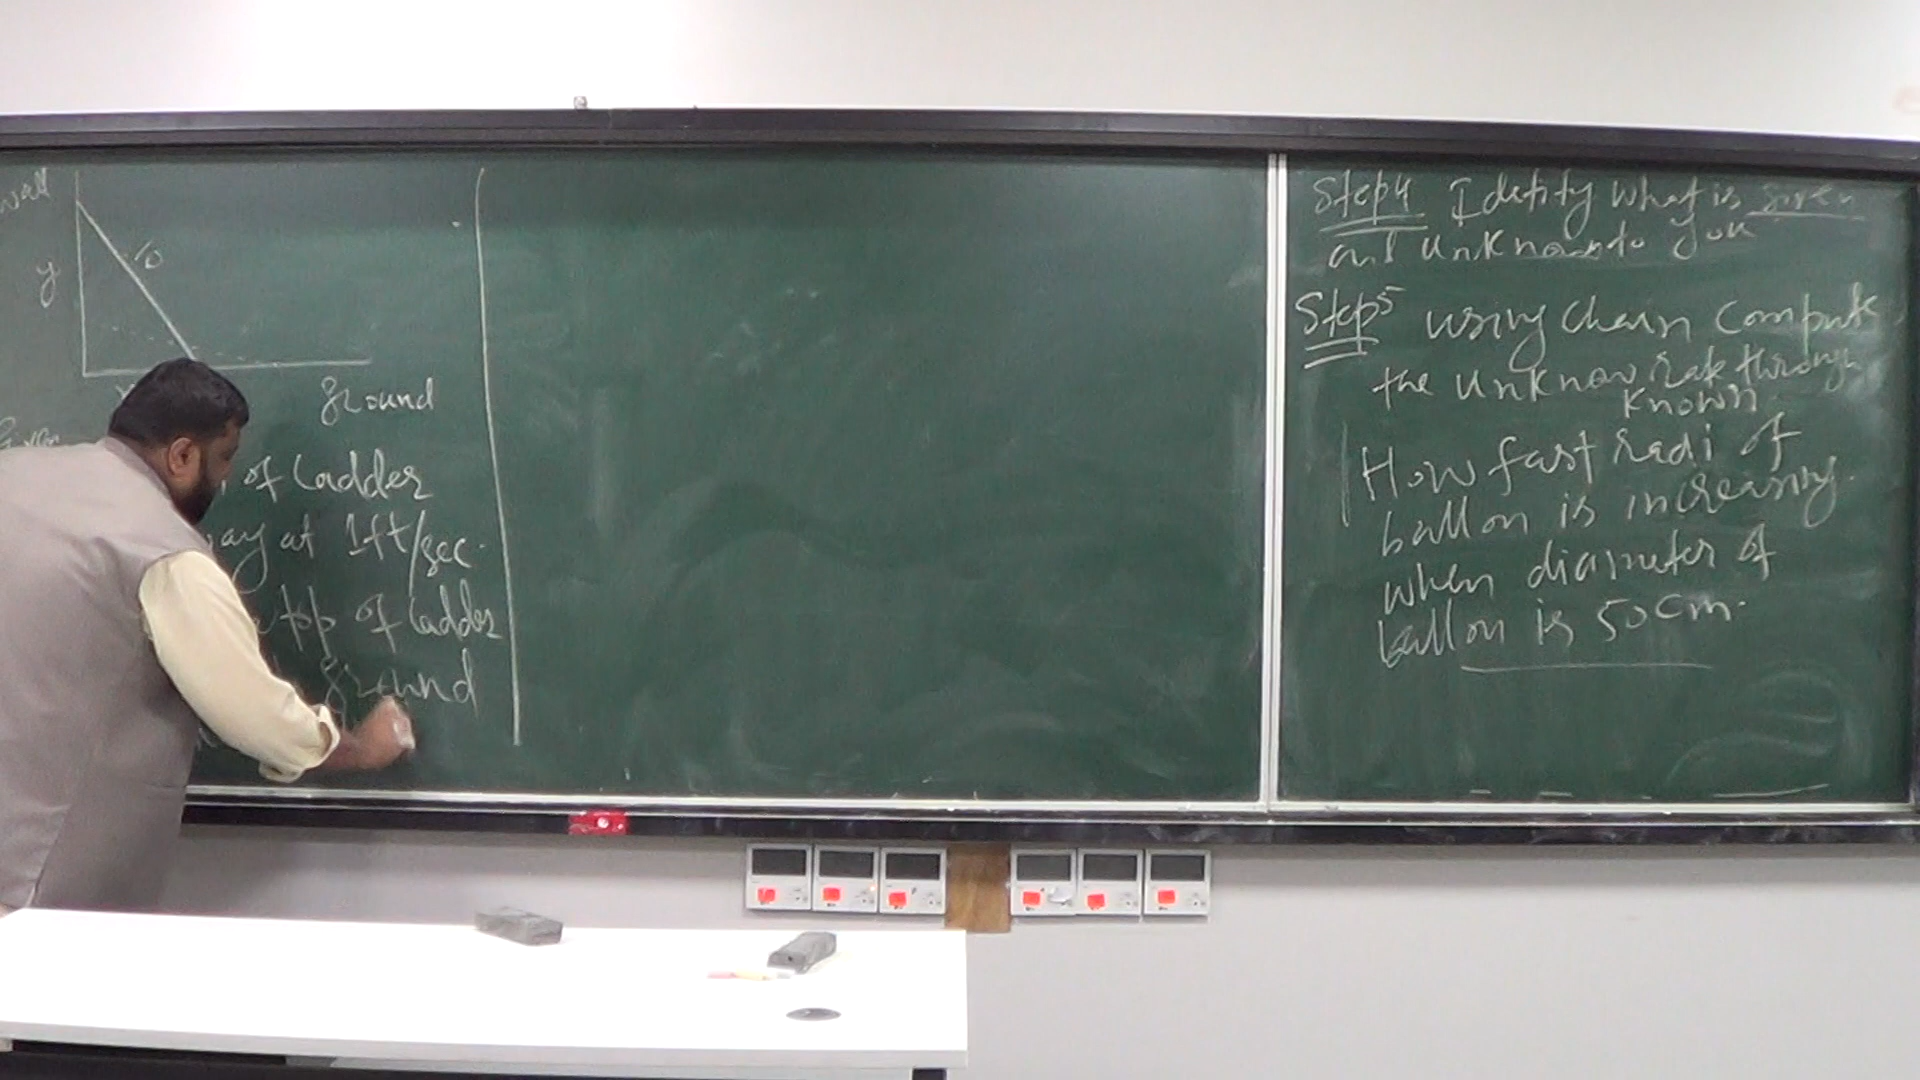 wall
10
y
ground
of Ladder
at 1ft/sec.
top of Ladder
ground
Step4 Idetify what is given
and unknown to you
Step5 using chain compute
the unknow rate through
known.
How fast radi of
ballon is increasing
when diameter of
ballon is 50cm.